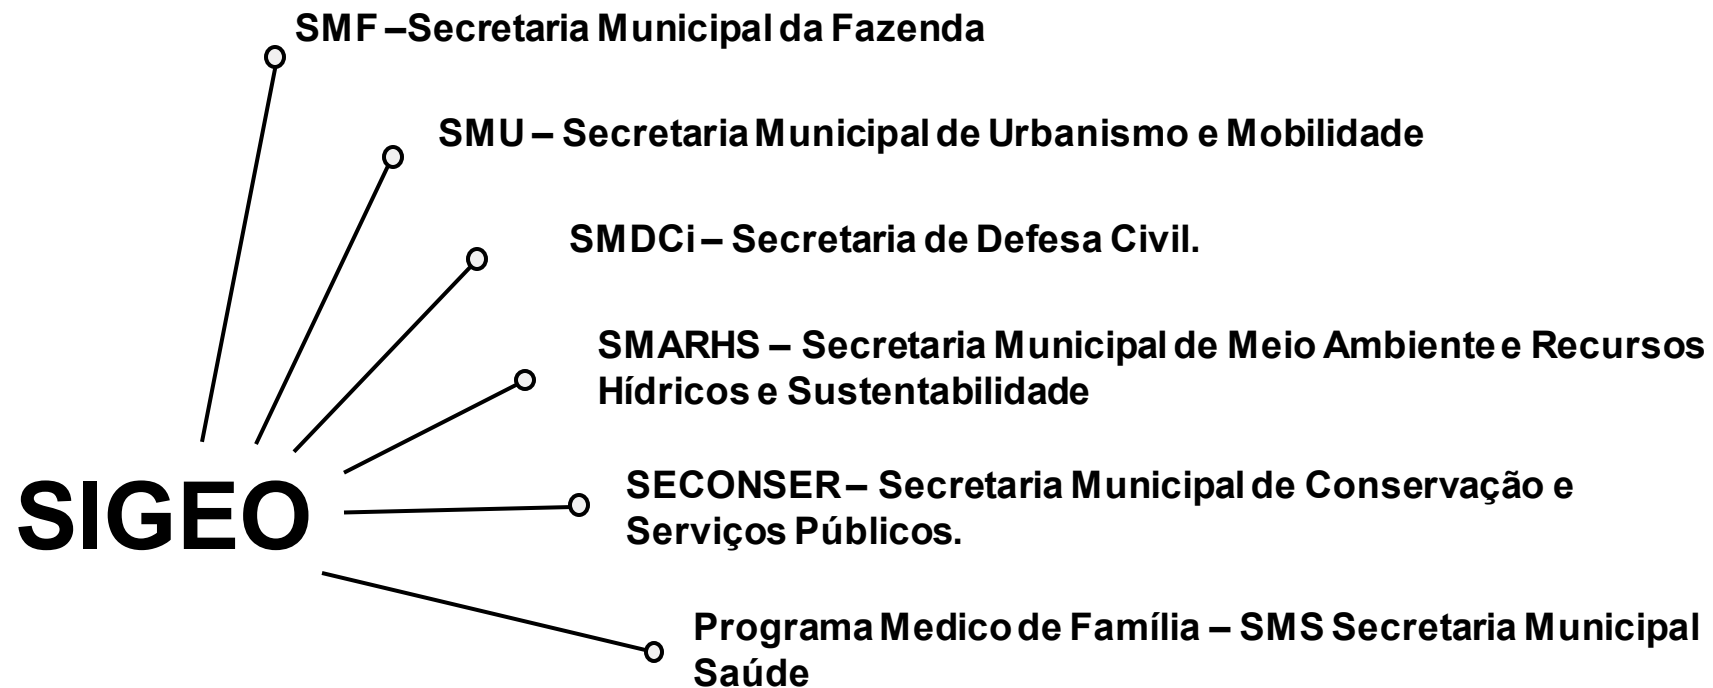 SMF –Secretaria Municipal da Fazenda
SMU – Secretaria Municipal de Urbanismo e Mobilidade
SMDCi – Secretaria de Defesa Civil.
SMARHS – Secretaria Municipal de Meio Ambiente e Recursos
Hídricos e Sustentabilidade
SIGEO
SECONSER – Secretaria Municipal de Conservação e
Serviços Públicos.
Programa Medico de Família – SMS Secretaria Municipal
Saúde